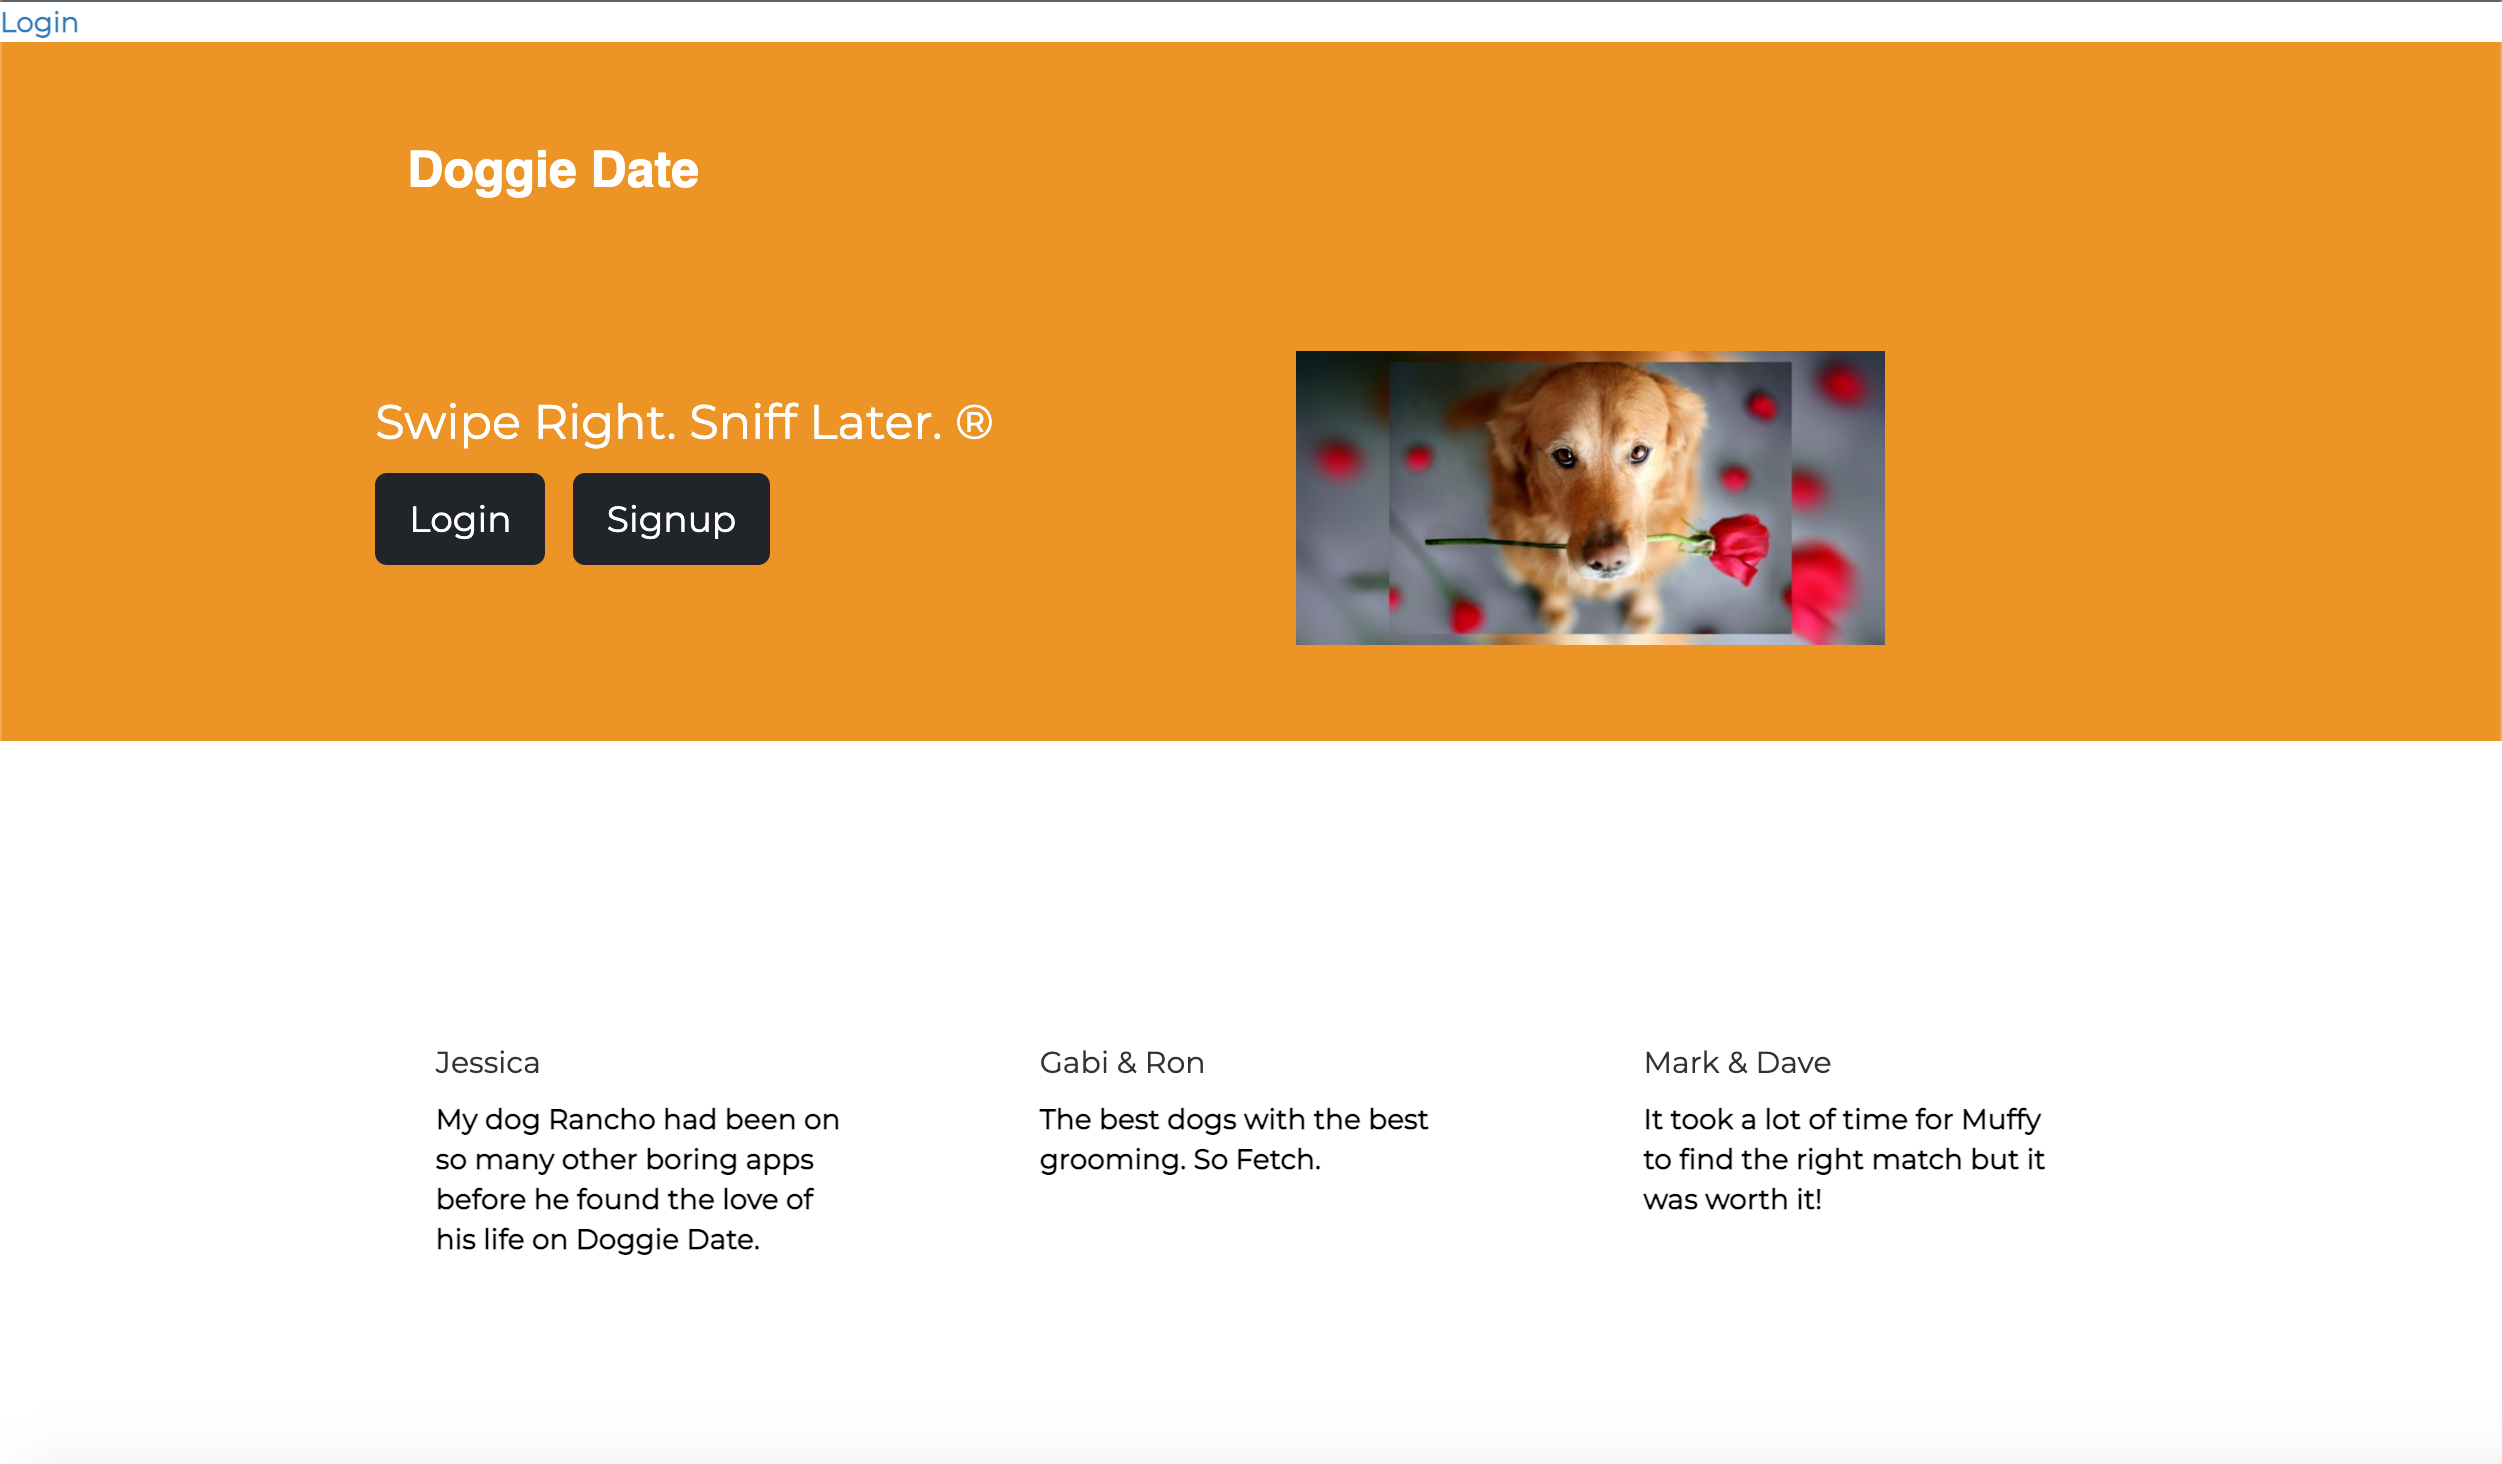 Login
Doggie Date
Swipe Right. Sniff Later. ®
Login
Signup
Jessica
My dog Rancho had been on
so many other boring apps
before he found the love of
his life on Doggie Date.
Gabi & Ron
The best dogs with the best
grooming. So Fetch.
Mark & Dave
It took a lot of time for Muffy
to find the right match but it
was worth it!